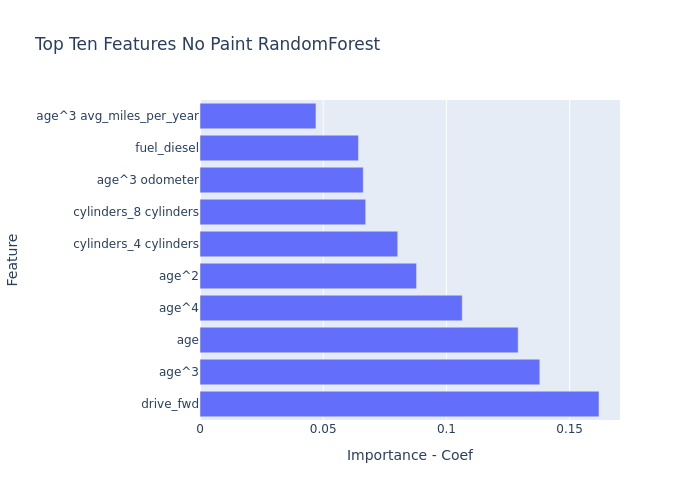 Top Ten Features No Paint RandomForest
age^3 avg_miles_per_year
fuel_diesel
age^3 odometer
cylinders_8 cylinders
cylinders_4 cylinders
age^2
age^4
age
age^3
drive_fwd
Feature
0 0.05 0.1 0.15
Importance - Coef